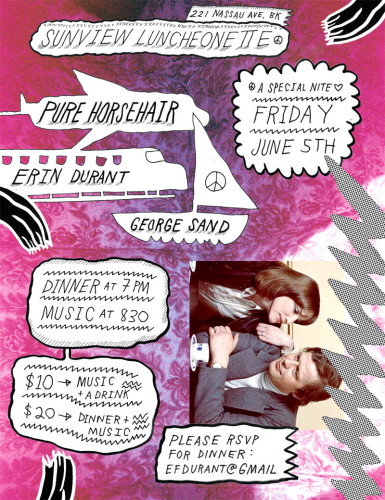 221 NASSAU AVE, BK
SUNVIEW LUNCHEONETTE
PURE HORSEHAIR
ERIN DURANT
GEORGE SAND
A SPECIAL NITE
FRIDAY
JUNE 5TH
DINNER AT 7 PM
MUSIC AT 830
$10 → MUSIC
+ A DRINK
$20 → DINNER +
MUSIC
PLEASE RSVP
FOR DINNER:
EFDURANT@GMAIL